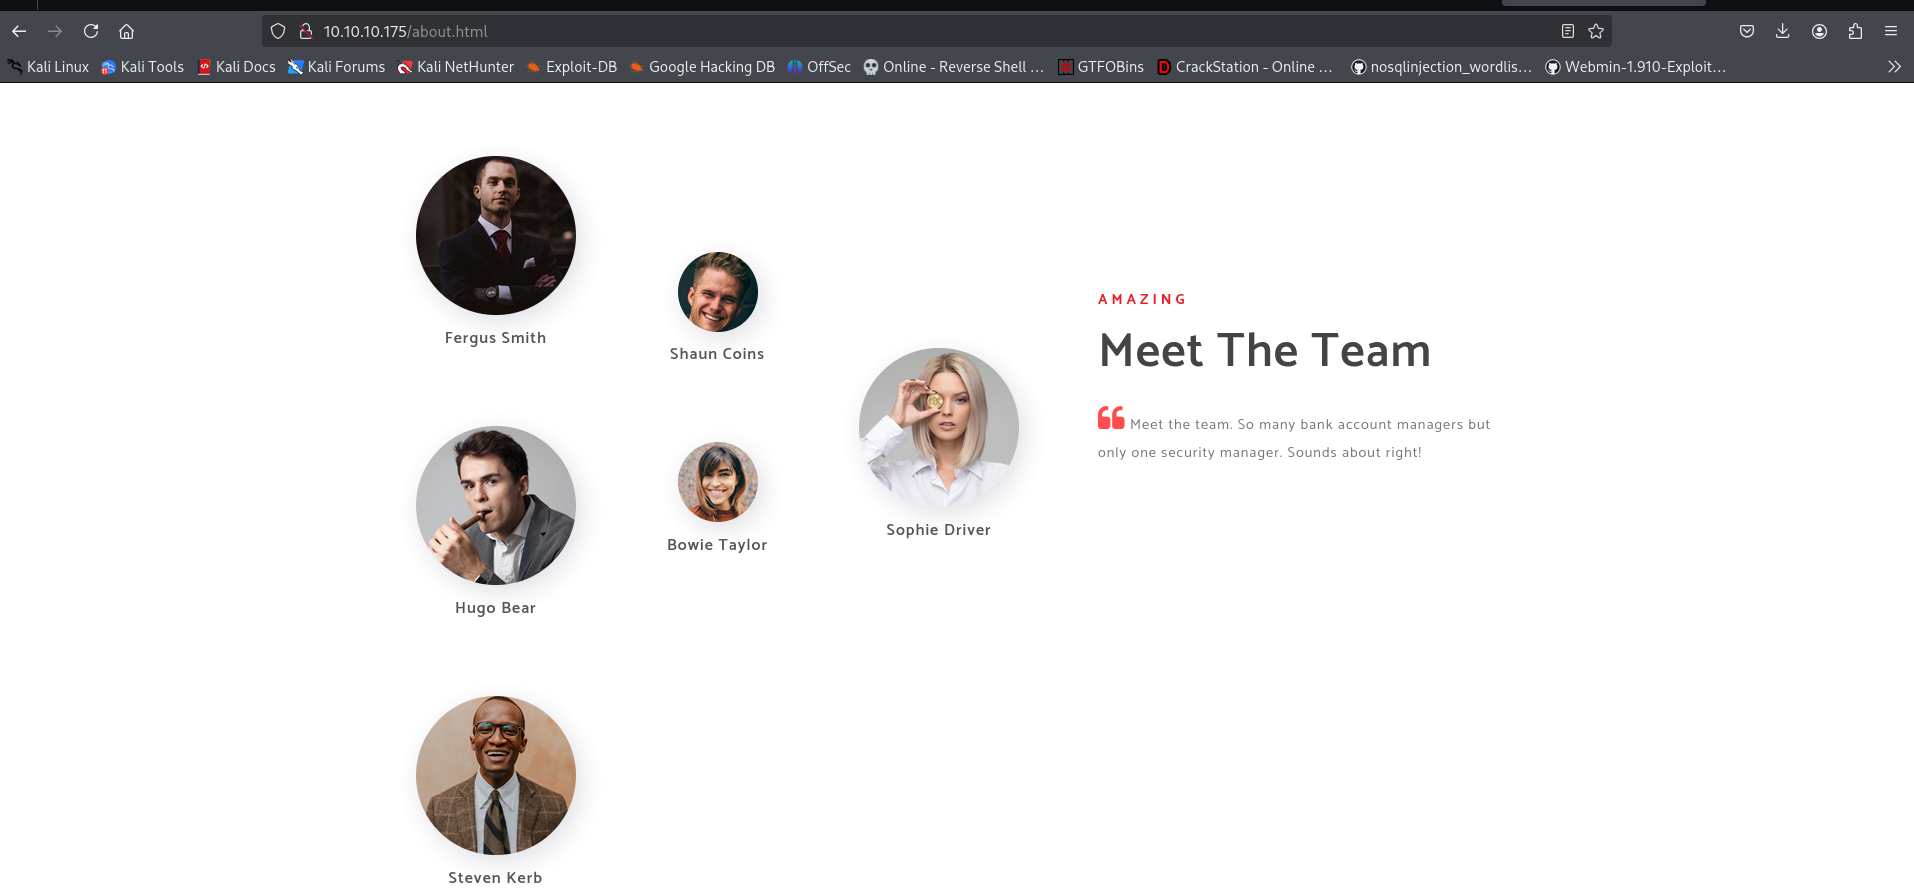 10.10.10.175/about.html
Kali Linux Kali Tools Kali Docs Kali Forums Kali NetHunter Exploit-DB Google Hacking DB OffSec Online - Reverse Shell … GTFOBins CrackStation - Online … nosqlinjection_wordlis… Webmin-1.910-Exploit…
Fergus Smith
Shaun Coins
Hugo Bear
Bowie Taylor
Sophie Driver
Steven Kerb
AMAZING
Meet The Team
Meet the team. So many bank account managers but
only one security manager. Sounds about right!